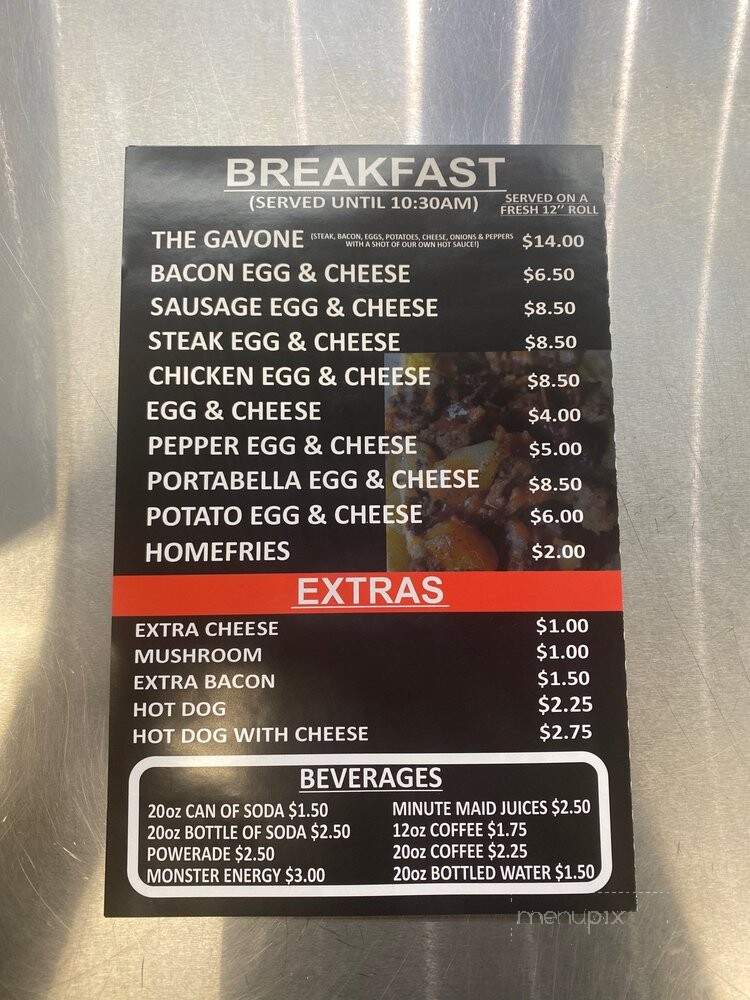 BREAKFAST
(SERVED UNTIL 10:30AM)
SERVED ON A
FRESH 12" ROLL
THE GAVONE (STEAK, BACON, EGGS, POTATOES, CHEESE, ONIONS & PEPPERS
WITH A SHOT OF OUR OWN HOT SAUCE!) $14.00
BACON EGG & CHEESE $6.50
SAUSAGE EGG & CHEESE $8.50
STEAK EGG & CHEESE $8.50
CHICKEN EGG & CHEESE $8.50
EGG & CHEESE $4.00
PEPPER EGG & CHEESE $5.00
PORTABELLA EGG & CHEESE $8.50
POTATO EGG & CHEESE $6.00
HOMEFRIES $2.00
EXTRAS
EXTRA CHEESE $1.00
MUSHROOM $1.00
EXTRA BACON $1.50
HOT DOG $2.25
HOT DOG WITH CHEESE $2.75
BEVERAGES
20oz CAN OF SODA $1.50
20oz BOTTLE OF SODA $2.50
POWERADE $2.50
MONSTER ENERGY $3.00
MINUTE MAID JUICES $2.50
12oz COFFEE $1.75
20oz COFFEE $2.25
20oz BOTTLED WATER $1.50
menupix